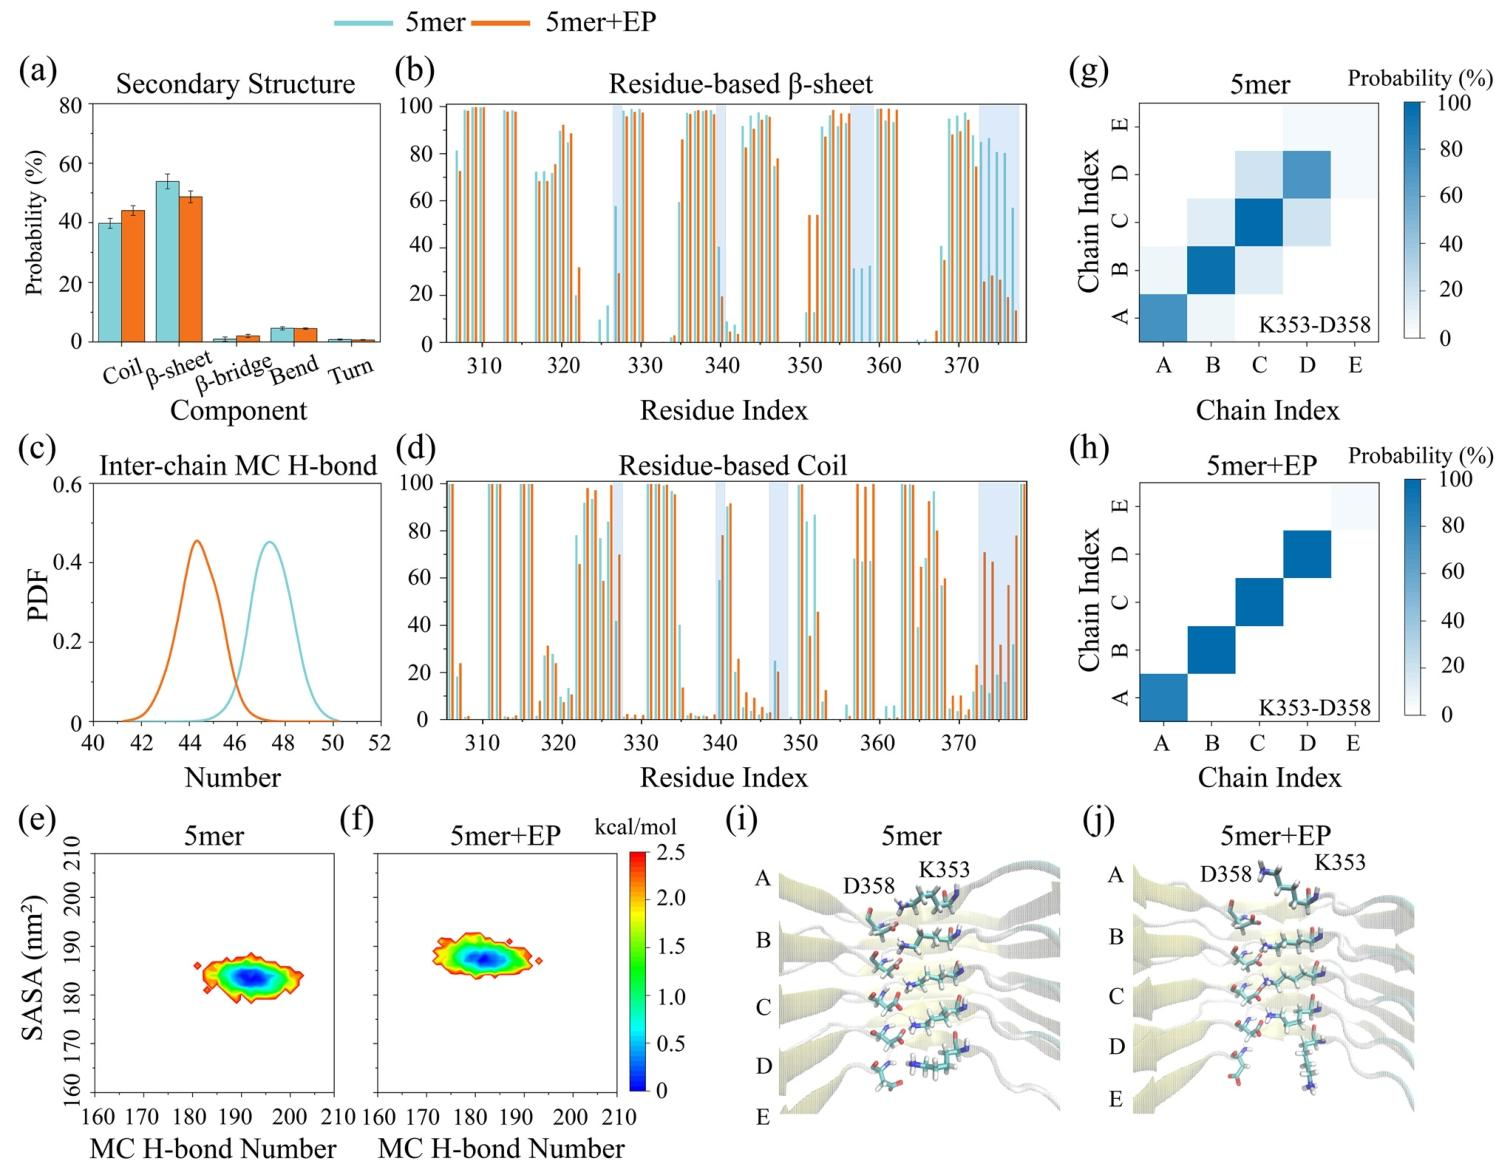 5mer 5mer+EP
(a)
Secondary Structure
Probability (%)
80
60
40
20
0
Coil β-sheet β-bridge Bend Turn
Component
(b)
Residue-based β-sheet
100
80
60
40
20
0
310 320 330 340 350 360 370
Residue Index
(g)
5mer
Probability (%)
Chain Index
E
D
C
B
A
K353-D358
A B C D E
Chain Index
100
80
60
40
20
0
(c)
Inter-chain MC H-bond
PDF
0.6
0.4
0.2
0
40 42 44 46 48 50 52
Number
(d)
Residue-based Coil
100
80
60
40
20
0
310 320 330 340 350 360 370
Residue Index
(h)
5mer+EP
Probability (%)
Chain Index
E
D
C
B
A
K353-D358
A B C D E
Chain Index
100
80
60
40
20
0
(e)
5mer
SASA (nm²)
210
200
190
180
170
160
160 170 180 190 200 210
MC H-bond Number
(f)
5mer+EP
160 170 180 190 200 210
MC H-bond Number
kcal/mol
2.5
2.0
1.5
1.0
0.5
0
(i)
5mer
D358 K353
A
B
C
D
E
(j)
5mer+EP
D358 K353
A
B
C
D
E